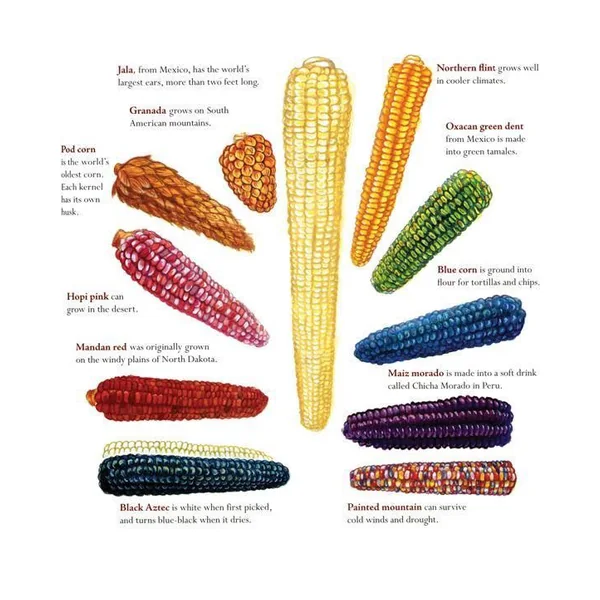 Jala, from Mexico, has the world's
largest ears, more than two feet long.
Northern flint grows well
in cooler climates.
Granada grows on South
American mountains.
Oxacan green dent
from Mexico is made
into green tamales.
Pod corn
is the world's
oldest corn.
Each kernel
has its own
husk.
Blue corn is ground into
flour for tortillas and chips.
Hopi pink can
grow in the desert.
Mandan red was originally grown
on the windy plains of North Dakota.
Maiz morado is made into a soft drink
called Chicha Morado in Peru.
Black Aztec is white when first picked,
and turns blue-black when it dries.
Painted mountain can survive
cold winds and drought.